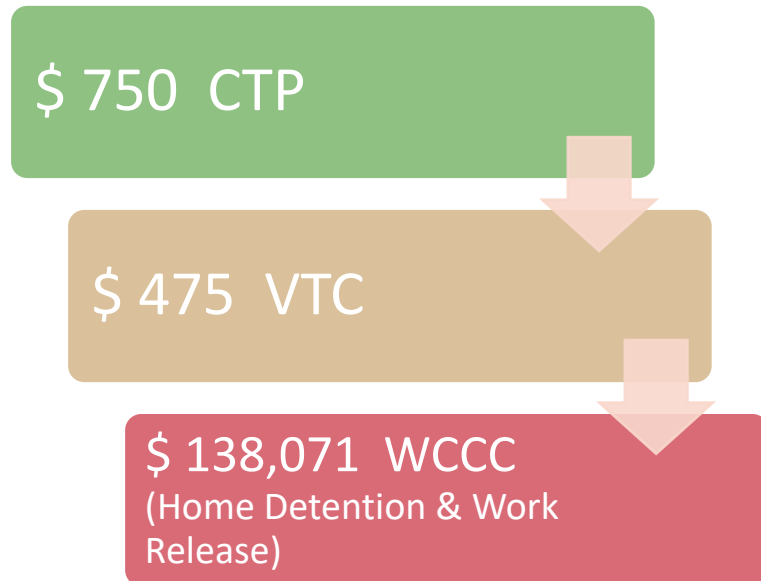 $ 750  CTP
$ 475  VTC
$ 138,071  WCCC
(Home Detention & Work
Release)